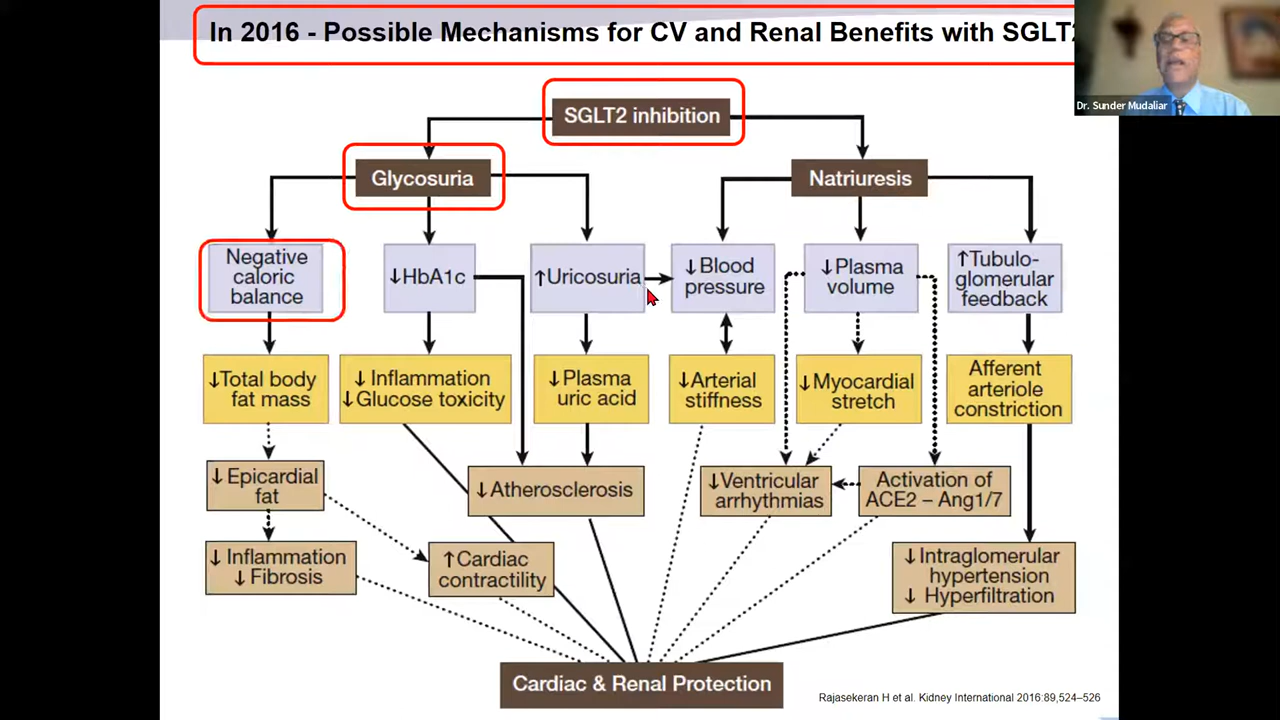 In 2016 - Possible Mechanisms for CV and Renal Benefits with
Dr. Sunder Mudaliar
SGLT2 inhibition
Glycosuria
Natriuresis
Negative
caloric
balance
↓HbA1c
↑Uricosuria
↓Blood
pressure
↓Plasma
volume
↑Tubulo-
glomerular
feedback
↓Total body
fat mass
↓Inflammation
↓Glucose toxicity
↓Plasma
uric acid
↓Arterial
stiffness
↓Myocardial
stretch
Afferent
arteriole
constriction
↓Epicardial
fat
↓Atherosclerosis
↓Ventricular
arrhythmias
Activation of
ACE2 – Ang1/7
↓Inflammation
↓Fibrosis
↑Cardiac
contractility
↓Intraglomerular
hypertension
↓Hyperfiltration
Cardiac & Renal Protection
Rajasekeran H et al. Kidney International 2016:89,524–526